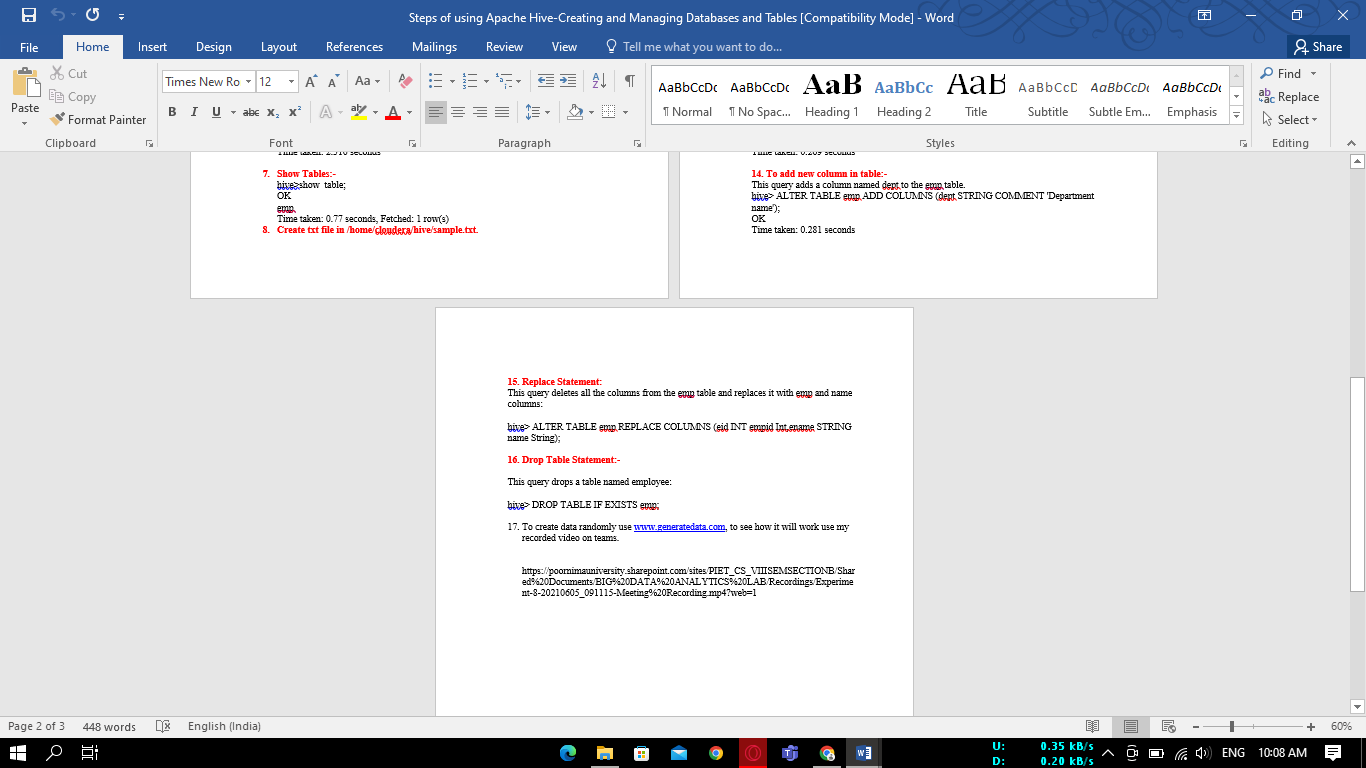 Steps of using Apache Hive-Creating and Managing Databases and Tables [Compatibility Mode] - Word
File Home Insert Design Layout References Mailings Review View Tell me what you want to do... Share
Paste
Cut
Copy
Format Painter
Clipboard
Times New Ro 12
Aa
B I U abc x₂ x²
Font
Paragraph
AaBbCcDc AaBbCcDc AaB AaBbCc AaB AaBbCcD AaBbCcDc AaBbCcDc
¶ Normal ¶ No Spac... Heading 1 Heading 2 Title Subtitle Subtle Em... Emphasis
Styles
Find
Replace
Select
Editing
Time taken: 2.510 seconds
7. Show Tables:-
hive>show table;
OK
emp
Time taken: 0.77 seconds, Fetched: 1 row(s)
8. Create txt file in /home/cloudera/hive/sample.txt.
Time taken: 0.209 seconds
14. To add new column in table:-
This query adds a column named dept to the emp table.
hive> ALTER TABLE emp ADD COLUMNS (dept STRING COMMENT 'Department
name');
OK
Time taken: 0.281 seconds
15. Replace Statement:
This query deletes all the columns from the emp table and replaces it with emp and name
columns:
hive> ALTER TABLE emp REPLACE COLUMNS (eid INT empid Int,ename STRING
name String);
16. Drop Table Statement:-
This query drops a table named employee:
hive> DROP TABLE IF EXISTS emp;
17. To create data randomly use www.generatedata.com, to see how it will work use my
recorded video on teams.
https://poornimauniversity.sharepoint.com/sites/PIET_CS_VIIISEMSECTIONB/Shar
ed%20Documents/BIG%20DATA%20ANALYTICS%20LAB/Recordings/Experime
nt-8-20210605_091115-Meeting%20Recording.mp4?web=1
Page 2 of 3 448 words English (India) 60%
U: 0.35 kB/s
D: 0.20 kB/s
ENG 10:08 AM